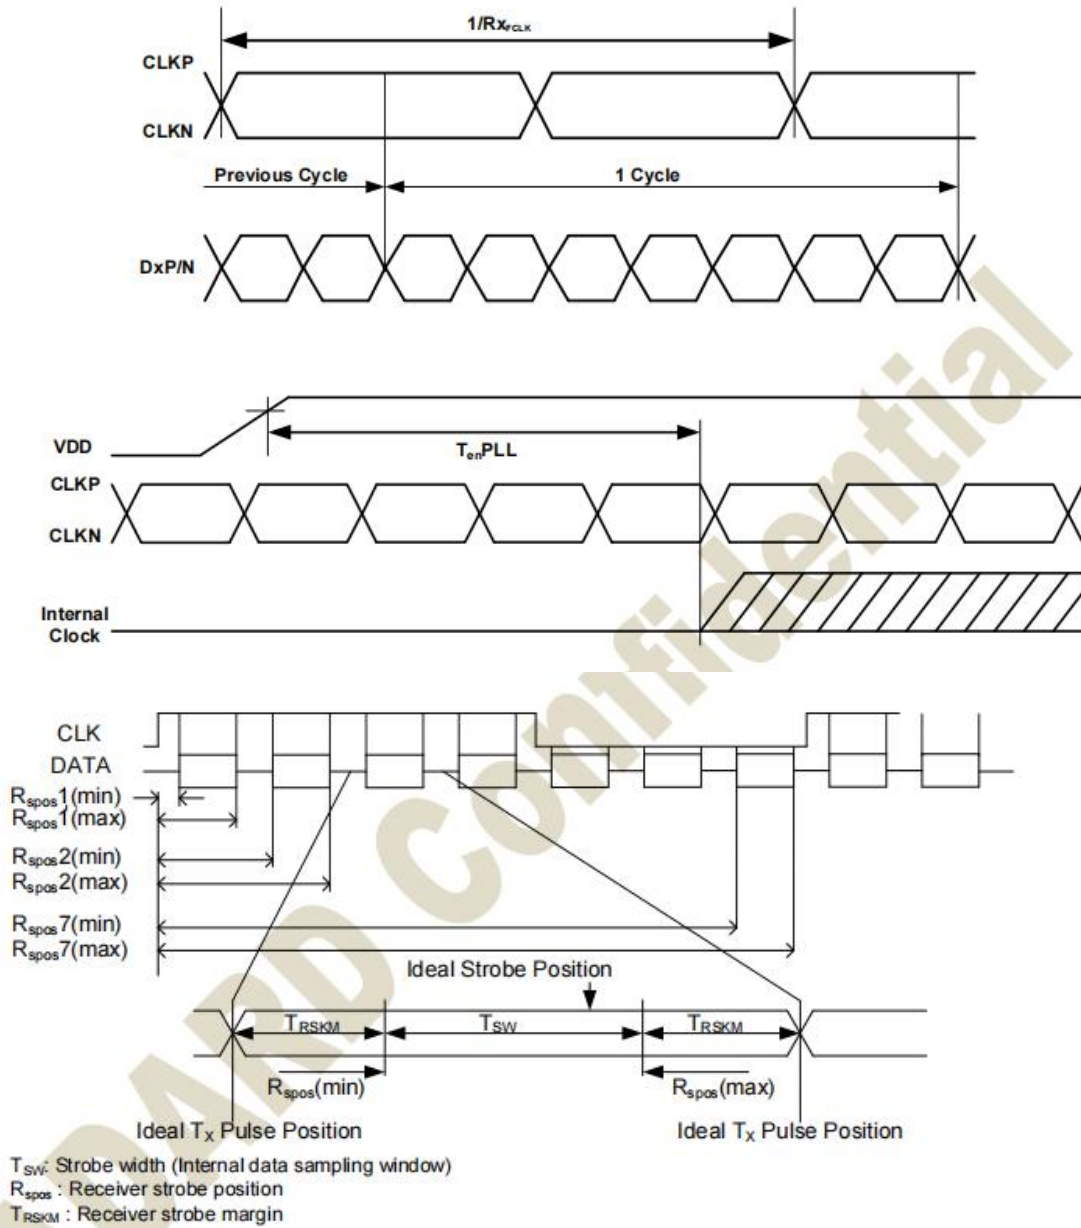 1/RxFCLK
CLKP
CLKN
Previous Cycle
1 Cycle
DxP/N
VDD
TenPLL
CLKP
CLKN
Internal
Clock
CLK
DATA
Rspos1(min)
Rspos1(max)
Rspos2(min)
Rspos2(max)
Rspos7(min)
Rspos7(max)
Ideal Strobe Position
TRSKM
TSW
TRSKM
Rspos(min)
Rspos(max)
Ideal TX Pulse Position
Ideal TX Pulse Position
TSW: Strobe width (Internal data sampling window)
Rspos : Receiver strobe position
TRSKM : Receiver strobe margin
DARD Confidential